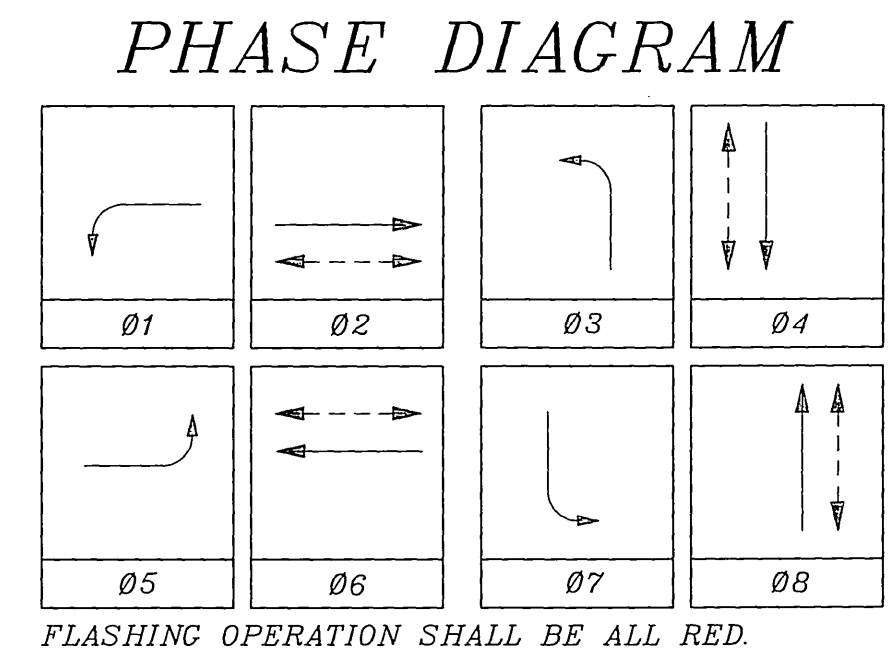 PHASE DIAGRAM
Ø1 Ø2 Ø3 Ø4
Ø5 Ø6 Ø7 Ø8
FLASHING OPERATION SHALL BE ALL RED.